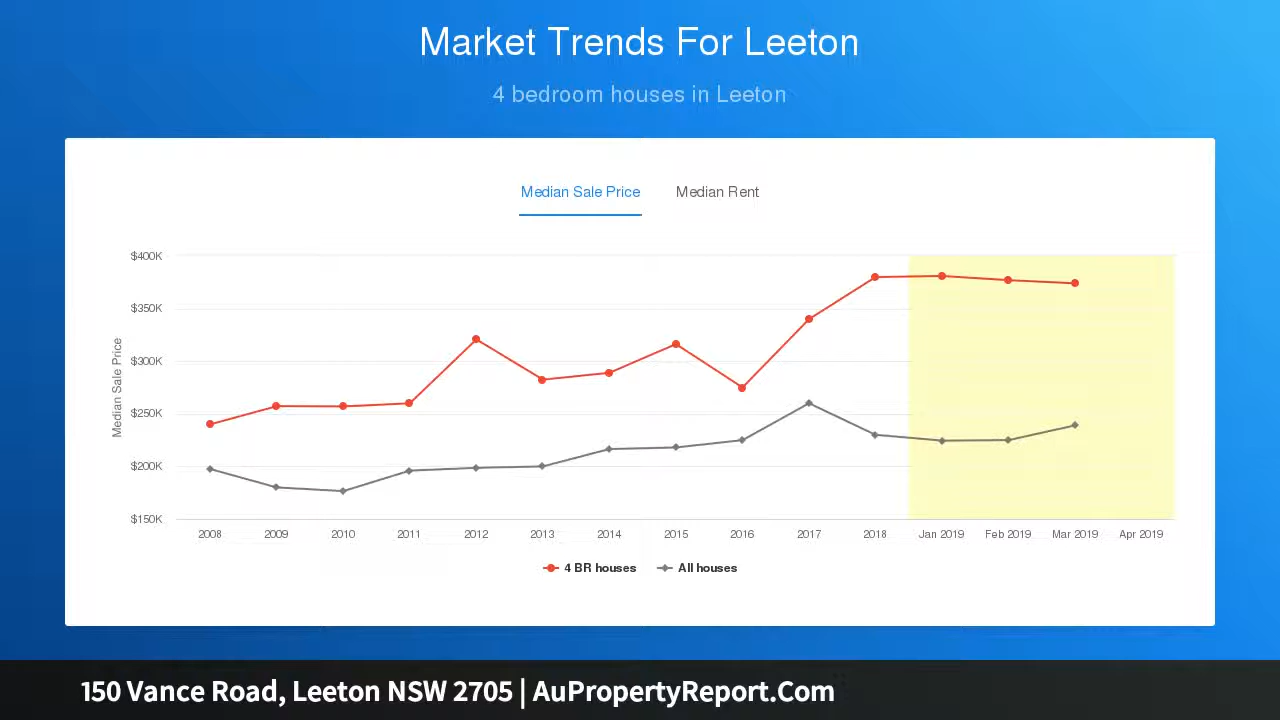 Market Trends For Leeton
4 bedroom houses in Leeton
Median Sale Price Median Rent
$400K
$350K
$300K
$250K
$200K
$150K
Median Sale Price
2008 2009 2010 2011 2012 2013 2014 2015 2016 2017 2018 Jan 2019 Feb 2019 Mar 2019 Apr 2019
4 BR houses All houses
150 Vance Road, Leeton NSW 2705 | AuPropertyReport.Com